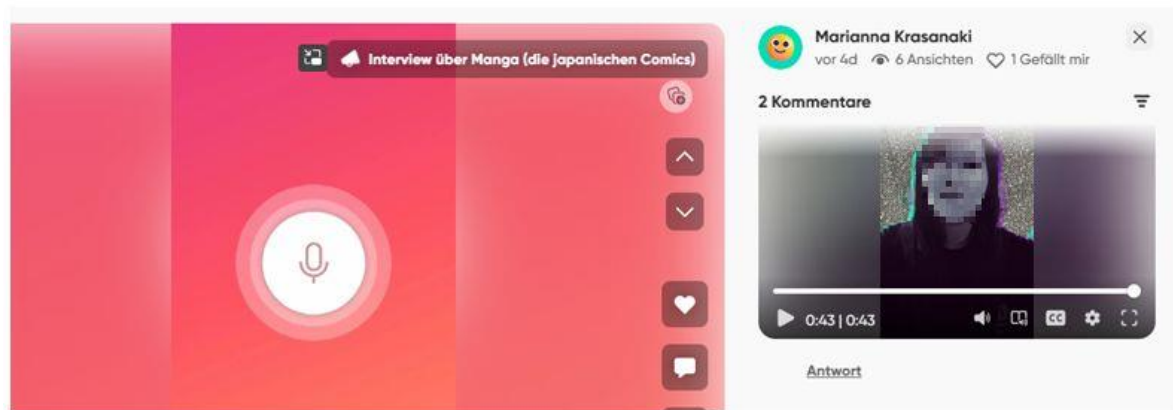 Interview über Manga (die japanischen Comics)
Marianna Krasanaki
vor 4d 6 Ansichten 1 Gefällt mir
2 Kommentare
0:43 | 0:43 CC
Antwort